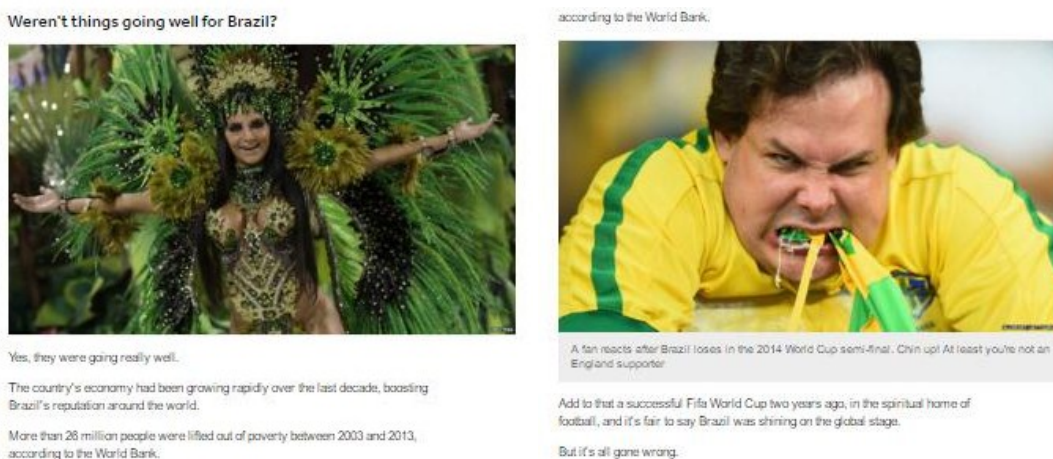 Weren't things going well for Brazil?
Yes, they were going really well.
The country's economy had been growing rapidly over the last decade, boosting
Brazil's reputation around the world.
More than 26 million people were lifted out of poverty between 2003 and 2013,
according to the World Bank.
according to the World Bank.
A fan reacts after Brazil loses in the 2014 World Cup semi-final. Chin up! At least you're not an
England supporter
Add to that a successful Fifa World Cup two years ago, in the spiritual home of
football, and it's fair to say Brazil was shining on the global stage.
But it's all gone wrong.